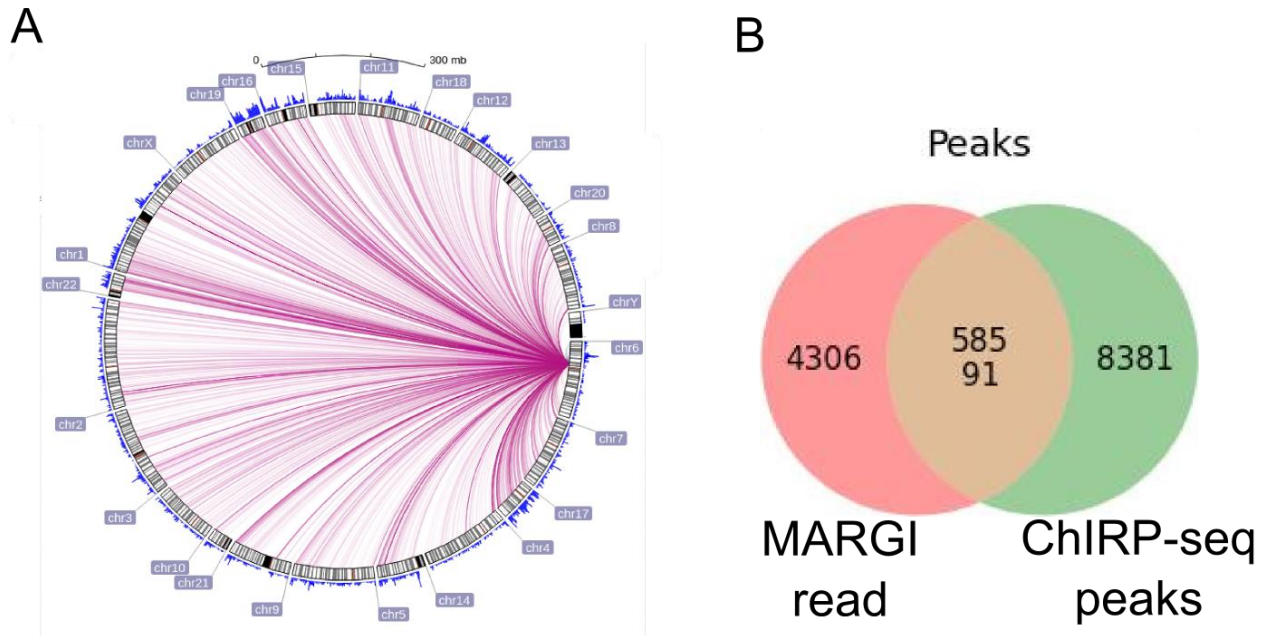 A
0
300 mb
chr15
chr11
chr16
chr18
chr19
chr12
chrX
chr13
chr20
chr8
chr1
chr22
chrY
chr6
chr2
chr7
chr3
chr17
chr4
chr10
chr21
chr14
chr9
chr5
B
Peaks
4306
585
91
8381
MARGI
read
ChIRP-seq
peaks